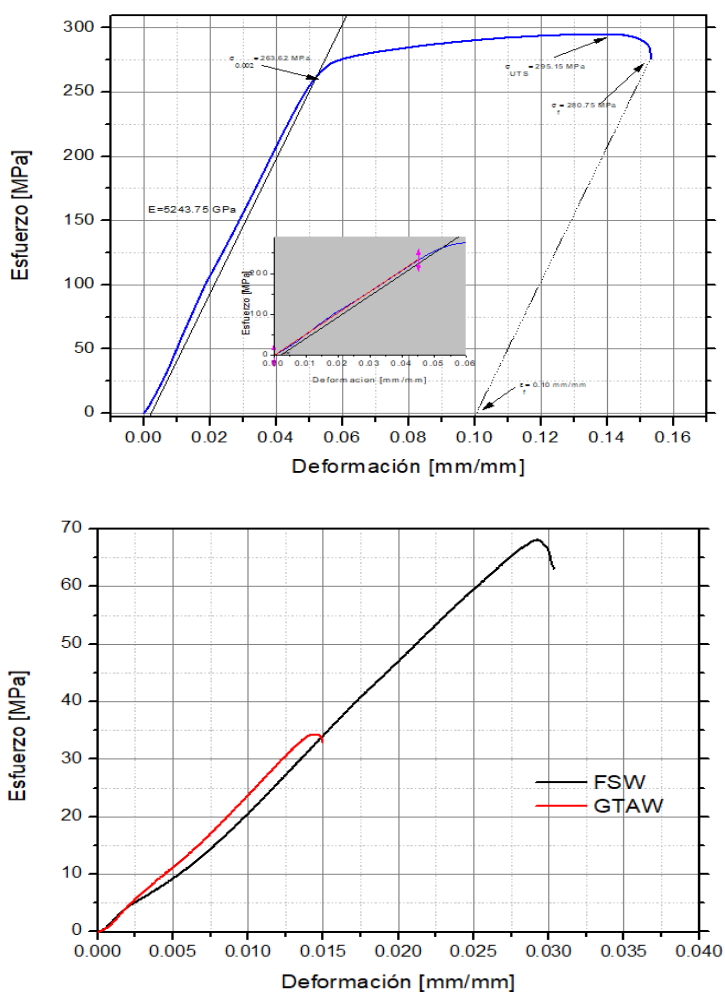 300
250
200
150
100
50
0
Esfuerzo [MPa]
σ = 263.62 MPa
0.002
σ = 295.15 MPa
UTS
σ = 280.75 MPa
f
E=5243.75 GPa
200
100
0
Esfuerzo [MPa]
0.00 0.01 0.02 0.03 0.04 0.05 0.06
Deformacion [mm/mm]
ε = 0.10 mm/mm
f
0.00 0.02 0.04 0.06 0.08 0.10 0.12 0.14 0.16
Deformación [mm/mm]
70
60
50
40
30
20
10
0
Esfuerzo [MPa]
FSW
GTAW
0.000 0.005 0.010 0.015 0.020 0.025 0.030 0.035 0.040
Deformación [mm/mm]